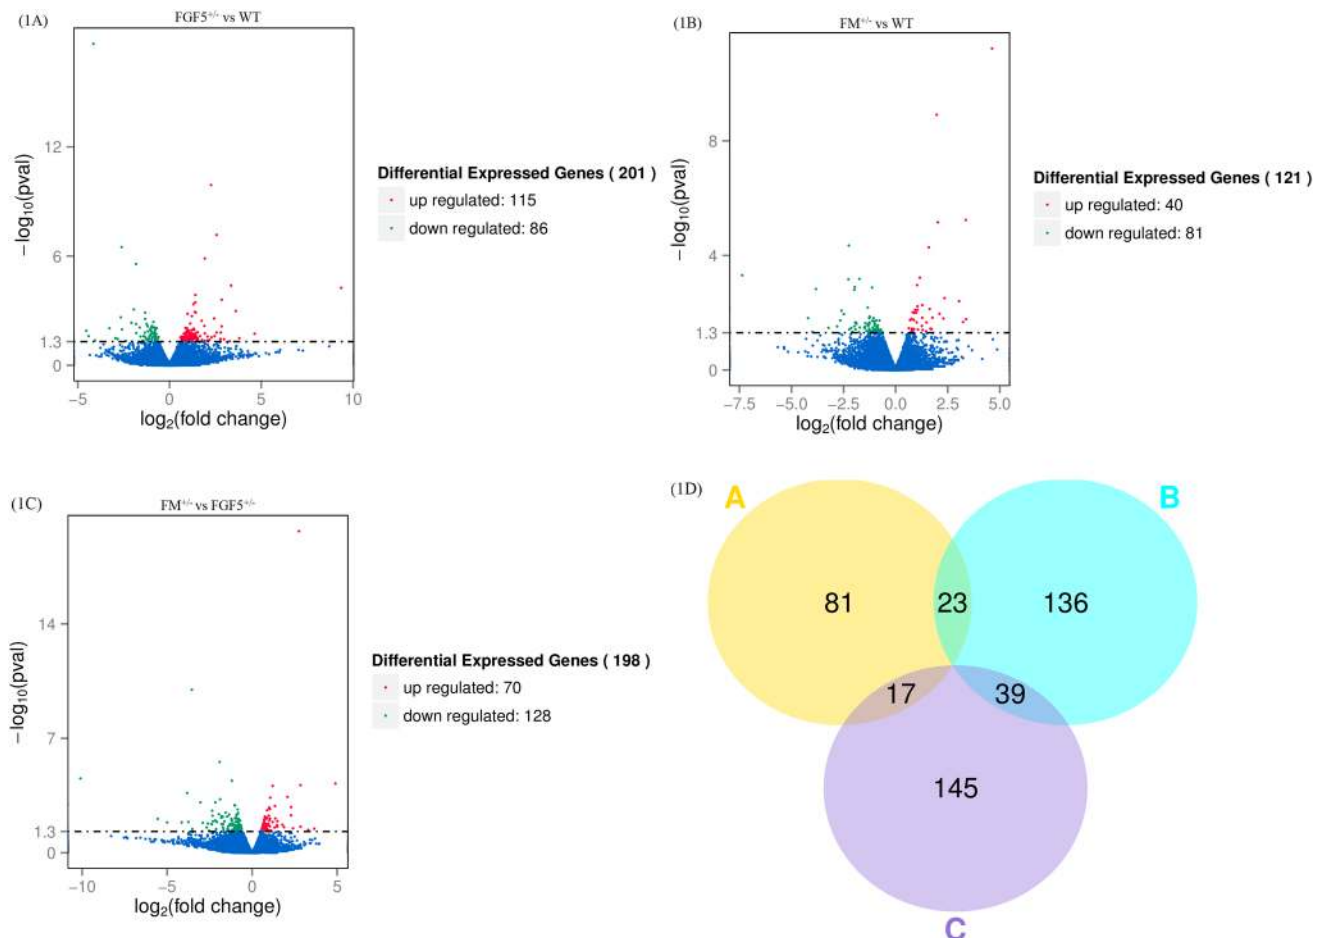 (1A)
FGF5+/- vs WT
12
6
1.3
0
−log10(pval)
−5
0
5
10
log2(fold change)
Differential Expressed Genes ( 201 )
up regulated: 115
down regulated: 86
(1B)
FM+/- vs WT
8
4
1.3
0
−log10(pval)
−7.5
−5.0
−2.5
0.0
2.5
5.0
log2(fold change)
Differential Expressed Genes ( 121 )
up regulated: 40
down regulated: 81
(1C)
FM+/- vs FGF5+/-
14
7
1.3
0
−log10(pval)
−10
−5
0
5
log2(fold change)
Differential Expressed Genes ( 198 )
up regulated: 70
down regulated: 128
(1D)
A
B
81
23
136
17
39
145
C